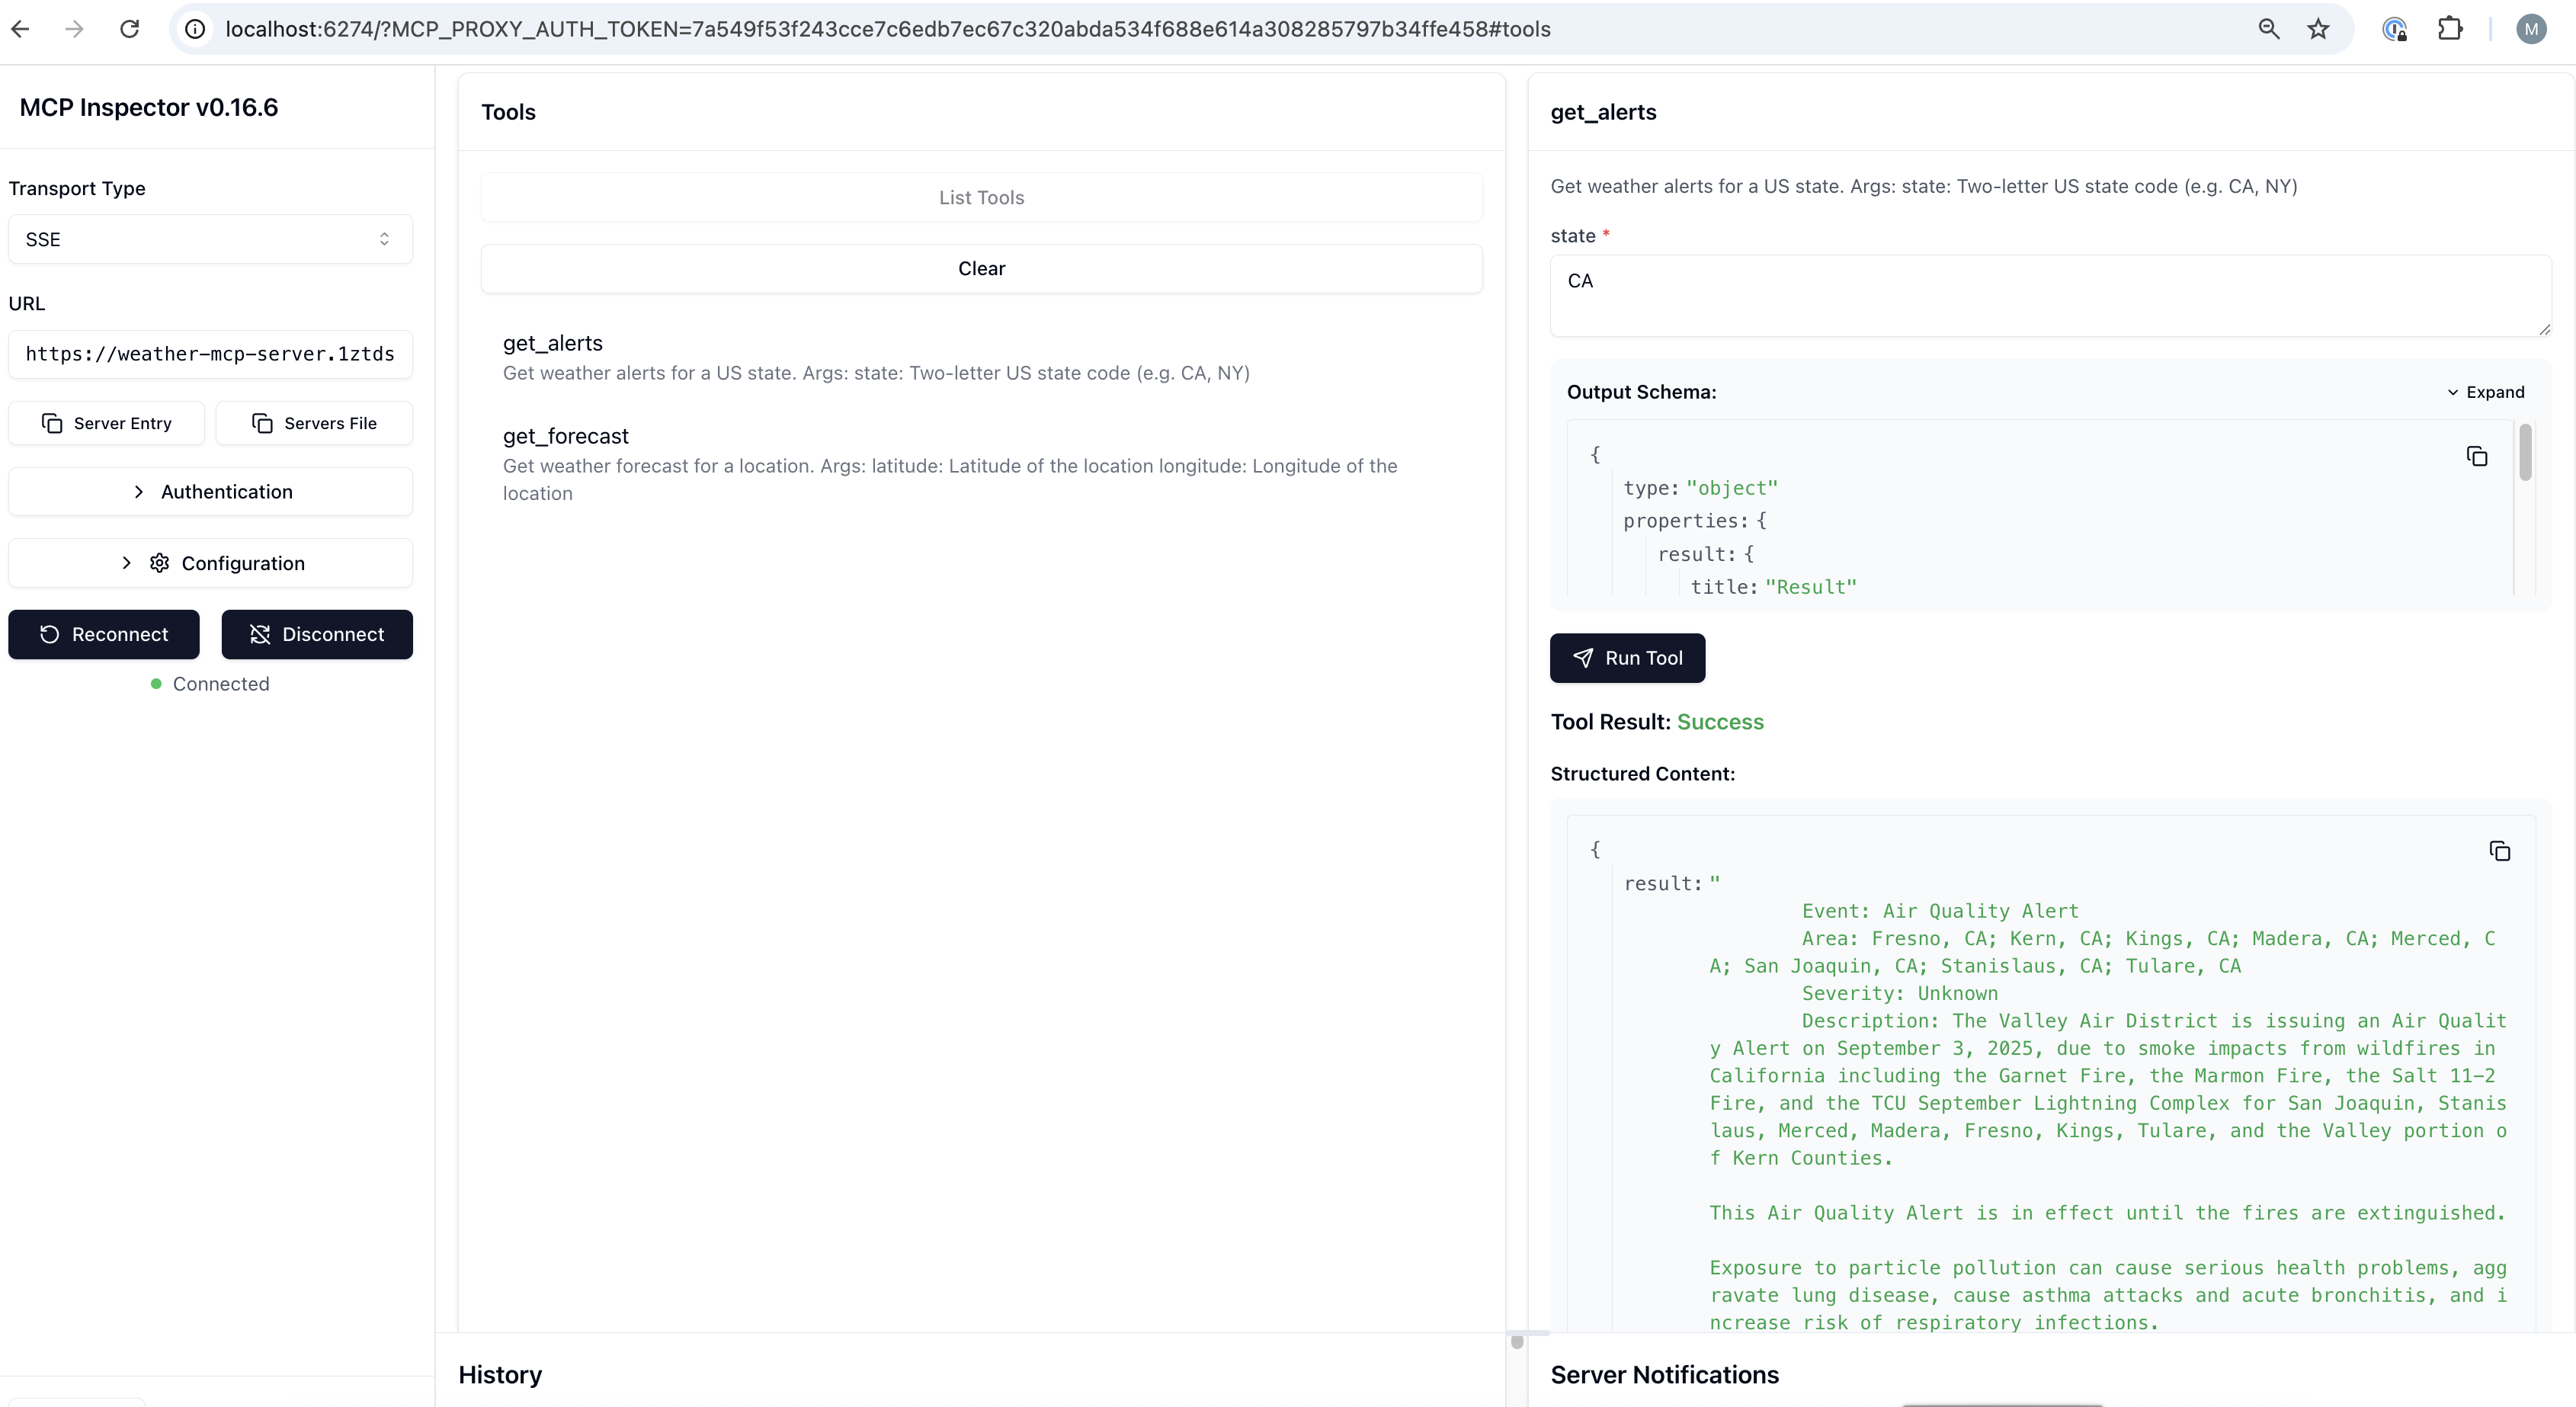 localhost:6274/?MCP_PROXY_AUTH_TOKEN=7a549f53f243cce7c6edb7ec67c320abda534f688e614a308285797b34ffe458#tools
M
MCP Inspector v0.16.6
Transport Type
SSE
URL
https://weather-mcp-server.1ztds
Server Entry
Servers File
Authentication
Configuration
Reconnect
Disconnect
Connected
Tools
List Tools
Clear
get_alerts
Get weather alerts for a US state. Args: state: Two-letter US state code (e.g. CA, NY)
get_forecast
Get weather forecast for a location. Args: latitude: Latitude of the location longitude: Longitude of the
location
History
get_alerts
Get weather alerts for a US state. Args: state: Two-letter US state code (e.g. CA, NY)
state *
CA
Output Schema:
Expand
{
type: "object"
properties: {
result: {
title: "Result"
Run Tool
Tool Result: Success
Structured Content:
{
result: "
Event: Air Quality Alert
Area: Fresno, CA; Kern, CA; Kings, CA; Madera, CA; Merced, C
A; San Joaquin, CA; Stanislaus, CA; Tulare, CA
Severity: Unknown
Description: The Valley Air District is issuing an Air Qualit
y Alert on September 3, 2025, due to smoke impacts from wildfires in
California including the Garnet Fire, the Marmon Fire, the Salt 11-2
Fire, and the TCU September Lightning Complex for San Joaquin, Stanis
laus, Merced, Madera, Fresno, Kings, Tulare, and the Valley portion o
f Kern Counties.
This Air Quality Alert is in effect until the fires are extinguished.
Exposure to particle pollution can cause serious health problems, agg
ravate lung disease, cause asthma attacks and acute bronchitis, and i
ncrease risk of respiratory infections.
Server Notifications